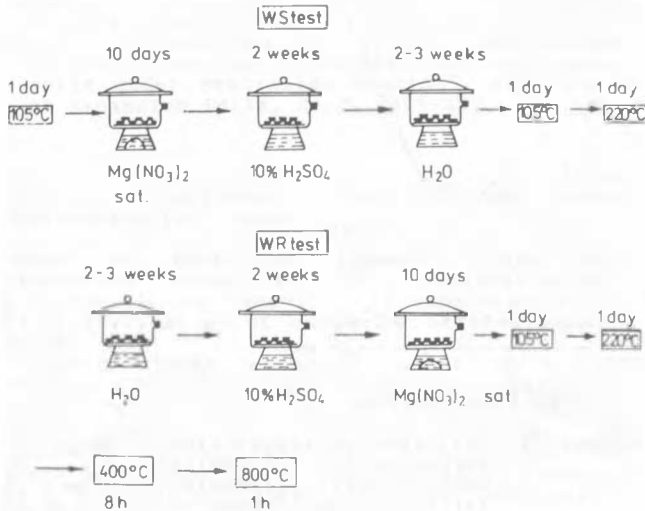 WS test
10 days 2 weeks 2-3 weeks
1 day 1 day 1 day
105°C 105°C 220°C
Mg(NO₃)₂ 10% H₂SO₄ H₂O
sat.
WR test
2-3 weeks 2 weeks 10 days
1 day 1 day
105°C 220°C
H₂O 10% H₂SO₄ Mg(NO₃)₂ sat
400°C 800°C
8h 1h